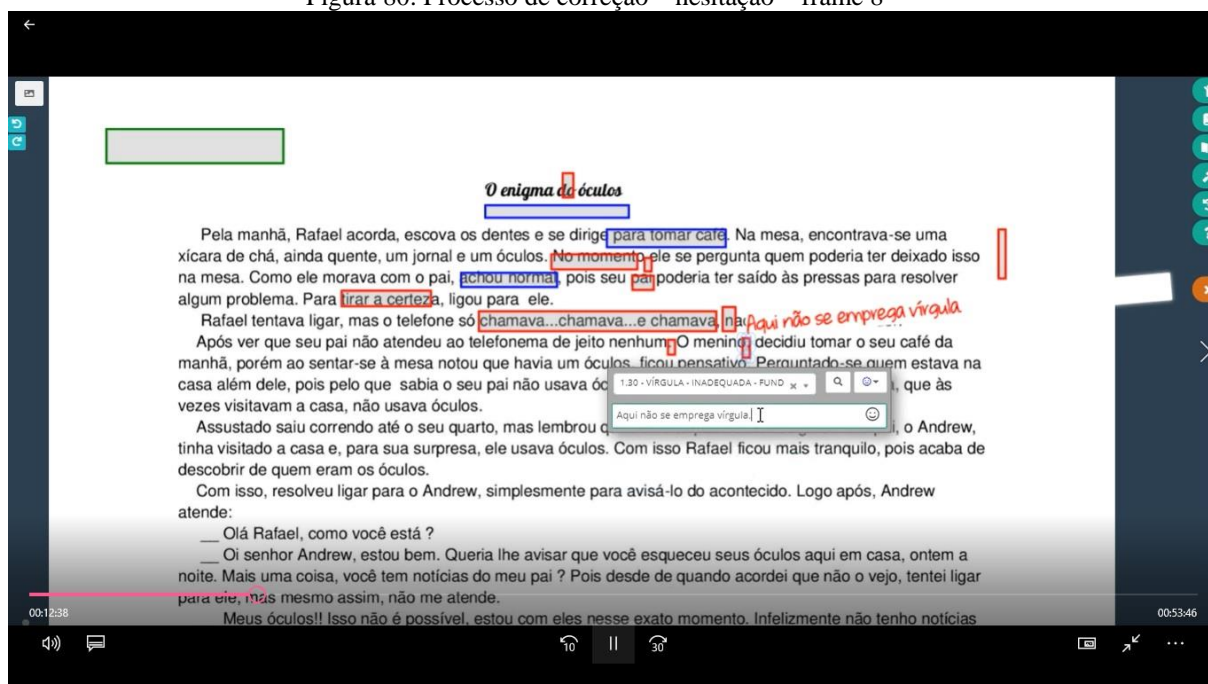 Figura 80: Processo de correção – hesitação – frame 8
O enigma do óculos
Pela manhã, Rafael acorda, escova os dentes e se dirige para tomar café. Na mesa, encontrava-se uma
xícara de chá, ainda quente, um jornal e um óculos. No momento ele se pergunta quem poderia ter deixado isso
na mesa. Como ele morava com o pai, achou normal, pois seu pai poderia ter saído às pressas para resolver
algum problema. Para tirar a certeza, ligou para ele.
Rafael tentava ligar, mas o telefone só chamava...chamava...e chamava, Aqui não se emprega vírgula
Após ver que seu pai não atendeu ao telefonema de jeito nenhum. O menino, decidiu tomar o seu café da
manhã, porém ao sentar-se à mesa notou que havia um óculos, ficou pensativo. Perguntado-se quem estava na
casa além dele, pois pelo que sabia o seu pai não usava , que às
1.30 - VÍRGULA - INADEQUADA - FUND
vezes visitavam a casa, não usava óculos.
Aqui não se emprega vírgula.
Assustado saiu correndo até o seu quarto, mas lembrou , o Andrew,
tinha visitado a casa e, para sua surpresa, ele usava óculos. Com isso Rafael ficou mais tranquilo, pois acaba de
descobrir de quem eram os óculos.
Com isso, resolveu ligar para o Andrew, simplesmente para avisá-lo do acontecido. Logo após, Andrew
atende:
__ Olá Rafael, como você está ?
__ Oi senhor Andrew, estou bem. Queria lhe avisar que você esqueceu seus óculos aqui em casa, ontem a
noite. Mais uma coisa, você tem notícias do meu pai ? Pois desde de quando acordei que não o vejo, tentei ligar
para ele, mas mesmo assim, não me atende.
Meus óculos!! Isso não é possível, estou com eles nesse exato momento. Infelizmente não tenho notícias
00:12:38
00:53:46
10
30